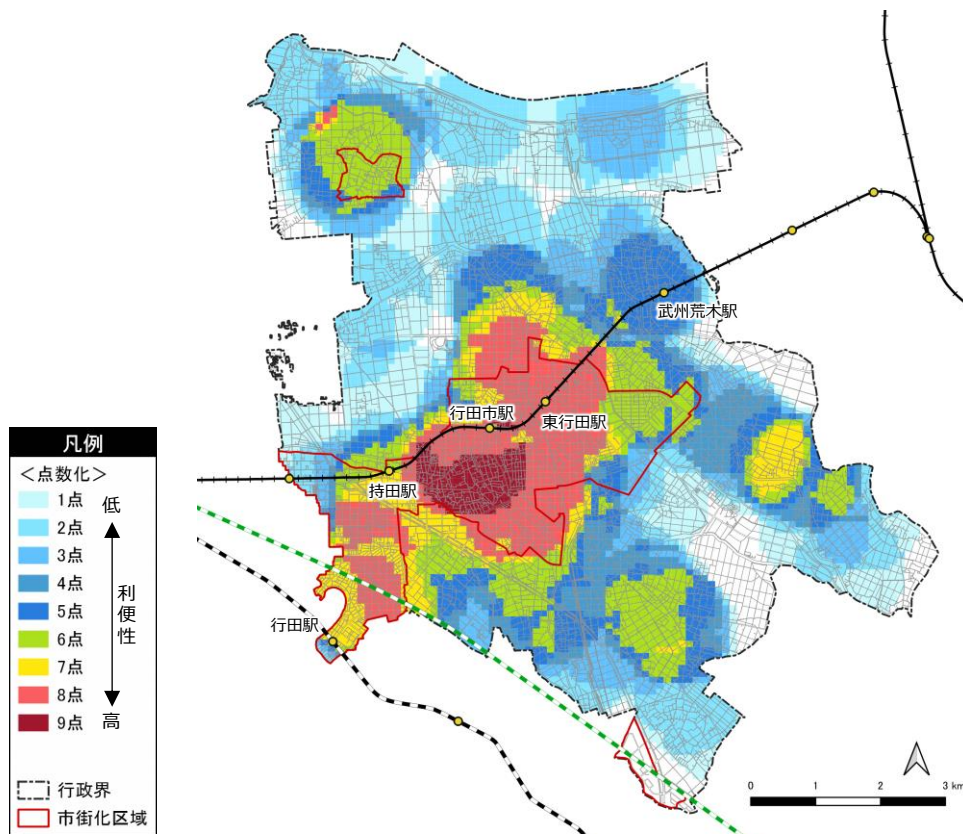 武州荒木駅
行田市駅
東行田駅
持田駅
行田駅
凡例
＜点数化＞
1点
低
2点
3点
4点
利便性
5点
6点
7点
8点
高
9点
行政界
市街化区域
0 1 2 3 km